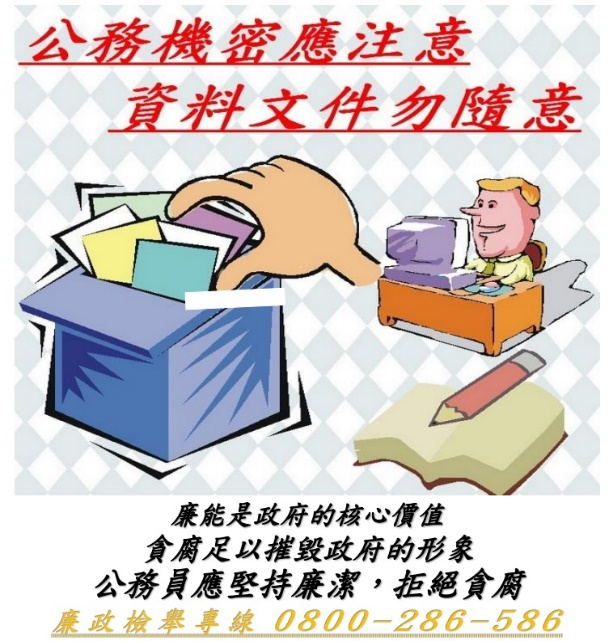 公務機密應注意
資料文件勿隨意
廉能是政府的核心價值
貪腐足以摧毀政府的形象
公務員應堅持廉潔，拒絕貪腐
廉政檢舉專線 0800-286-586